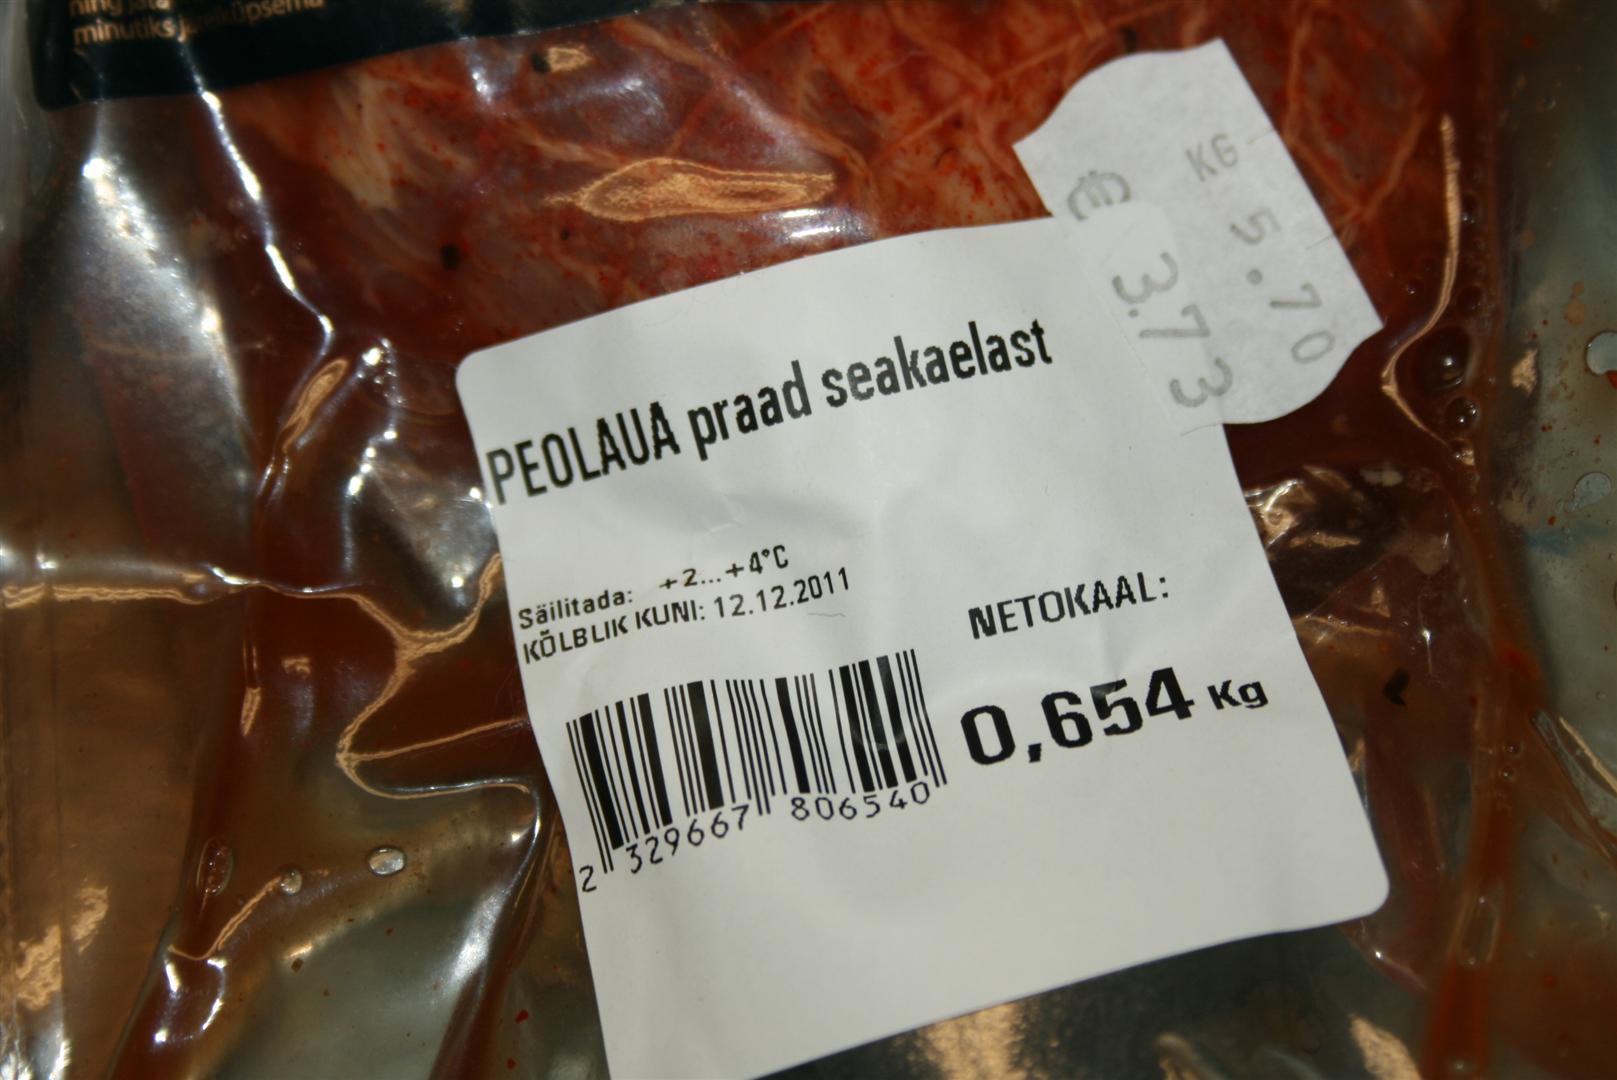 minutiks
PEOLAUA praad seakaelast
Säilitada: +2...+4°C
KÕLBLIK KUNI: 12.12.2011
NETOKAAL:
0,654 Kg
2 329667 806540
KG 5.70
€ 3.73